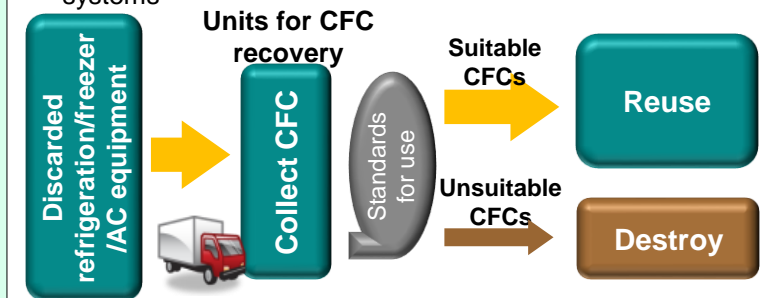 systems
Units for CFC
recovery
Discarded
refrigeration/freezer
/AC equipment
Collect CFC
Standards
for use
Suitable
CFCs
Reuse
Unsuitable
CFCs
Destroy